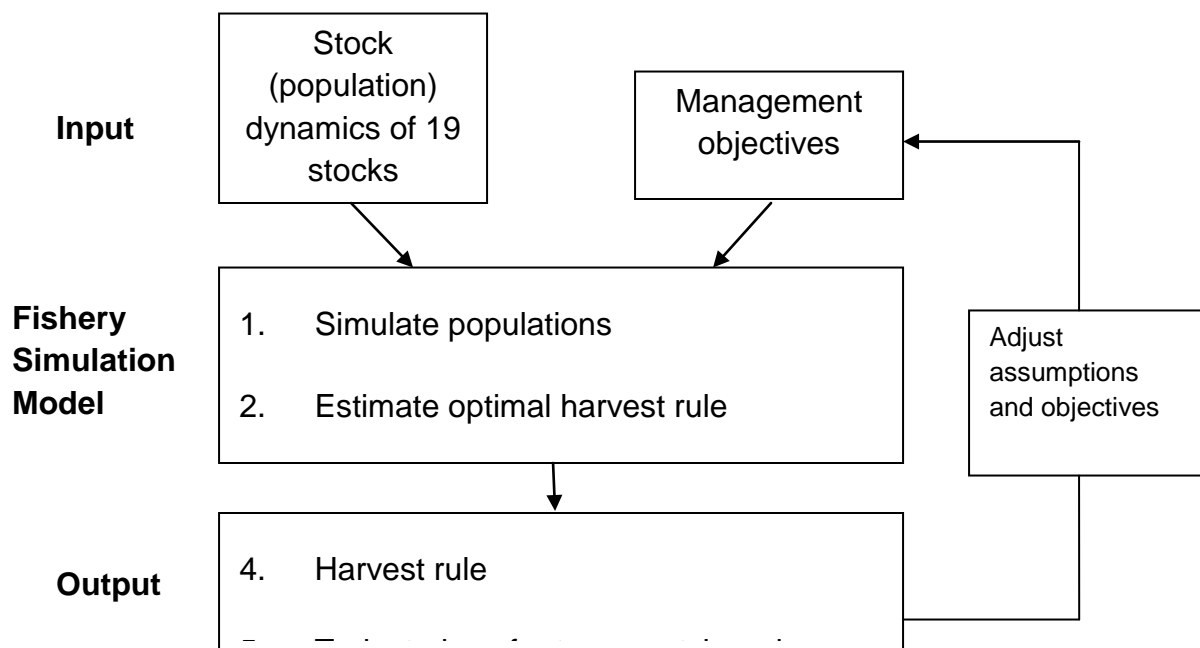 Input
Stock
(population)
dynamics of 19
stocks
Management
objectives
Fishery
Simulation
Model
1. Simulate populations
2. Estimate optimal harvest rule
Adjust
assumptions
and objectives
Output
4. Harvest rule